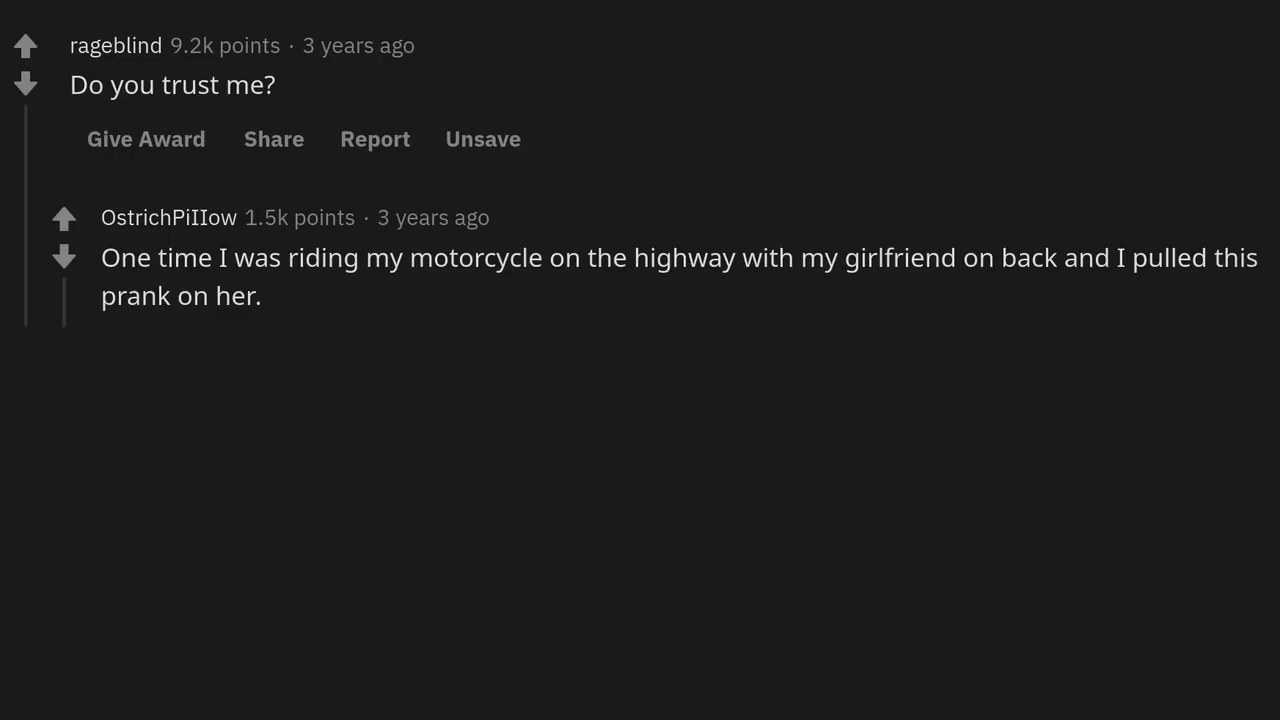 rageblind 9.2k points · 3 years ago
Do you trust me?
Give Award Share Report Unsave
OstrichPiIIow 1.5k points · 3 years ago
One time I was riding my motorcycle on the highway with my girlfriend on back and I pulled this
prank on her.